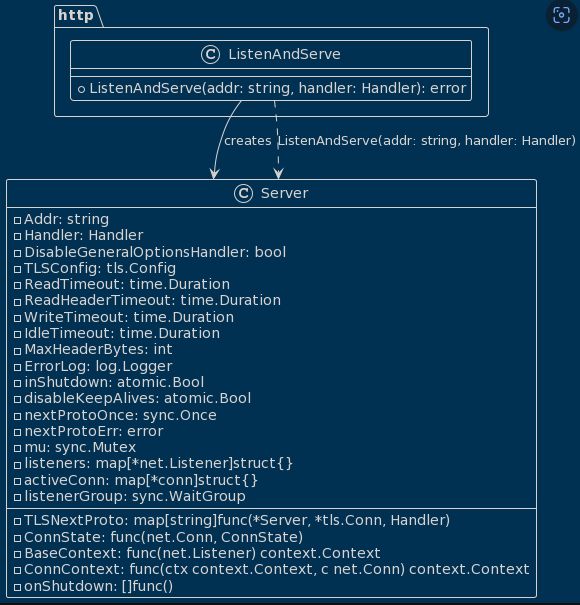 http
C ListenAndServe
ListenAndServe(addr: string, handler: Handler): error
creates
ListenAndServe(addr: string, handler: Handler)
C Server
Addr: string
Handler: Handler
DisableGeneralOptionsHandler: bool
TLSConfig: tls.Config
ReadTimeout: time.Duration
ReadHeaderTimeout: time.Duration
WriteTimeout: time.Duration
IdleTimeout: time.Duration
MaxHeaderBytes: int
ErrorLog: log.Logger
inShutdown: atomic.Bool
disableKeepAlives: atomic.Bool
nextProtoOnce: sync.Once
nextProtoErr: error
mu: sync.Mutex
listeners: map[*net.Listener]struct{}
activeConn: map[*conn]struct{}
listenerGroup: sync.WaitGroup
TLSNextProto: map[string]func(*Server, *tls.Conn, Handler)
ConnState: func(net.Conn, ConnState)
BaseContext: func(net.Listener) context.Context
ConnContext: func(ctx context.Context, c net.Conn) context.Context
onShutdown: []func()